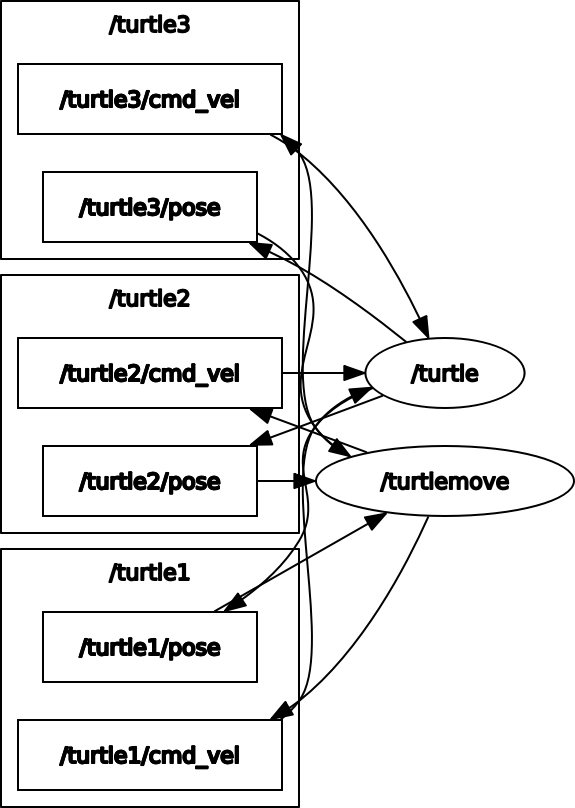 /turtle3
/turtle3/cmd_vel
/turtle3/pose
/turtle2
/turtle2/cmd_vel
/turtle
/turtle2/pose
/turtlemove
/turtle1
/turtle1/pose
/turtle1/cmd_vel